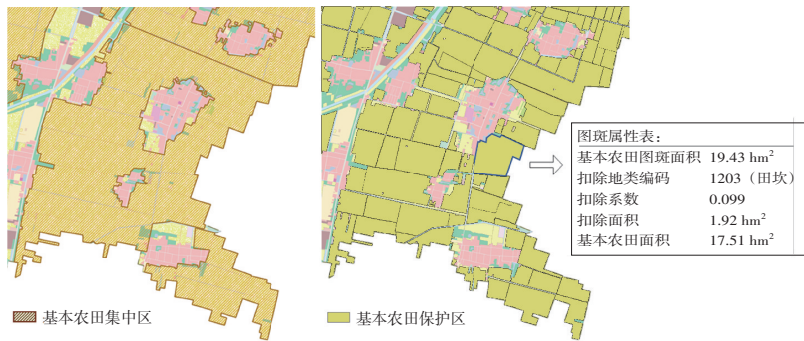 图斑属性表:
基本农田图斑面积 19.43 hm²
扣除地类编码 1203（田坎）
扣除系数 0.099
扣除面积 1.92 hm²
基本农田面积 17.51 hm²
基本农田集中区
基本农田保护区